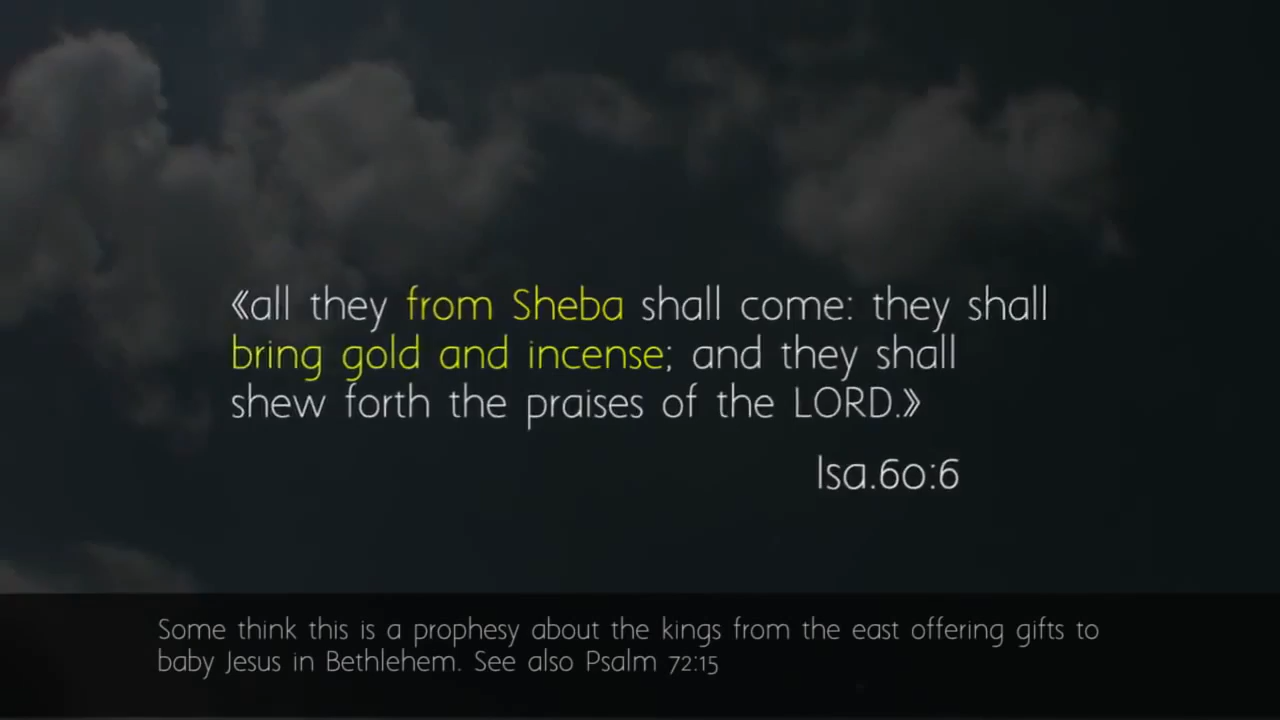 《all they from Sheba shall come: they shall
bring gold and incense; and they shall
shew forth the praises of the LORD.》
Isa.60:6
Some think this is a prophesy about the kings from the east offering gifts to
baby Jesus in Bethlehem. See also Psalm 72:15